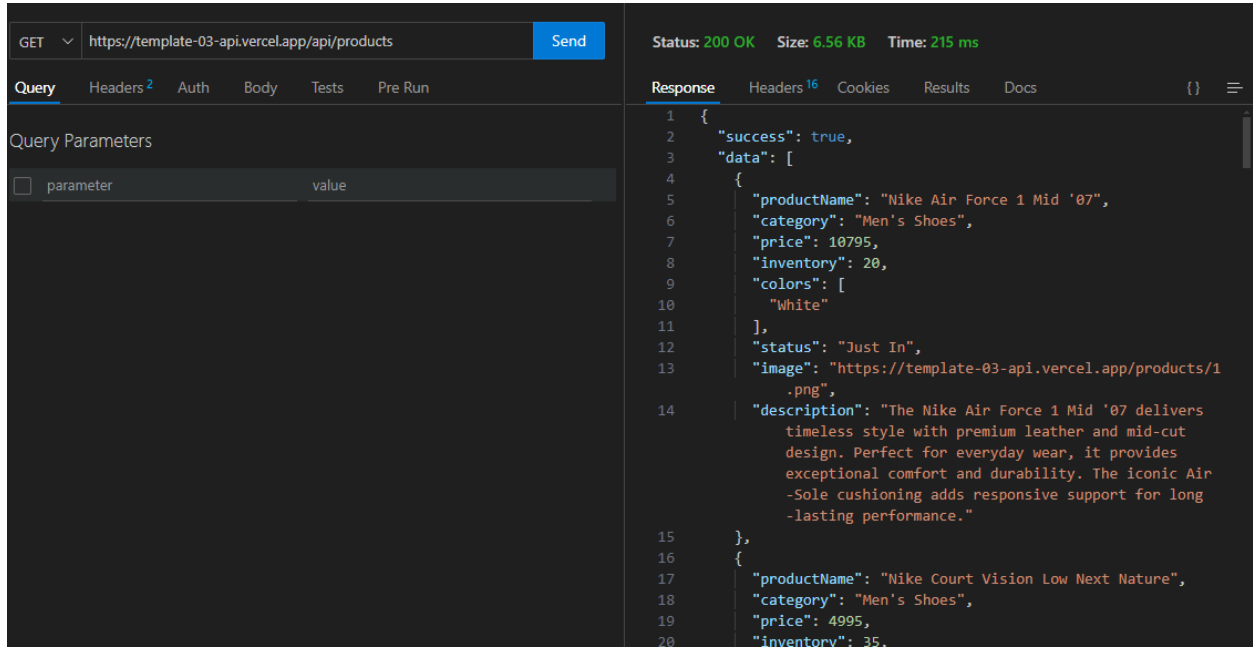 GET https://template-03-api.vercel.app/api/products Send
Query Headers 2 Auth Body Tests Pre Run
Query Parameters
parameter value
Status: 200 OK Size: 6.56 KB Time: 215 ms
Response Headers 16 Cookies Results Docs {}
1 {
2 "success": true,
3 "data": [
4 {
5 "productName": "Nike Air Force 1 Mid '07",
6 "category": "Men's Shoes",
7 "price": 10795,
8 "inventory": 20,
9 "colors": [
10 "White"
11 ],
12 "status": "Just In",
13 "image": "https://template-03-api.vercel.app/products/1
.png",
14 "description": "The Nike Air Force 1 Mid '07 delivers
timeless style with premium leather and mid-cut
design. Perfect for everyday wear, it provides
exceptional comfort and durability. The iconic Air
-Sole cushioning adds responsive support for long
-lasting performance."
15 },
16 {
17 "productName": "Nike Court Vision Low Next Nature",
18 "category": "Men's Shoes",
19 "price": 4995,
20 "inventory": 35,